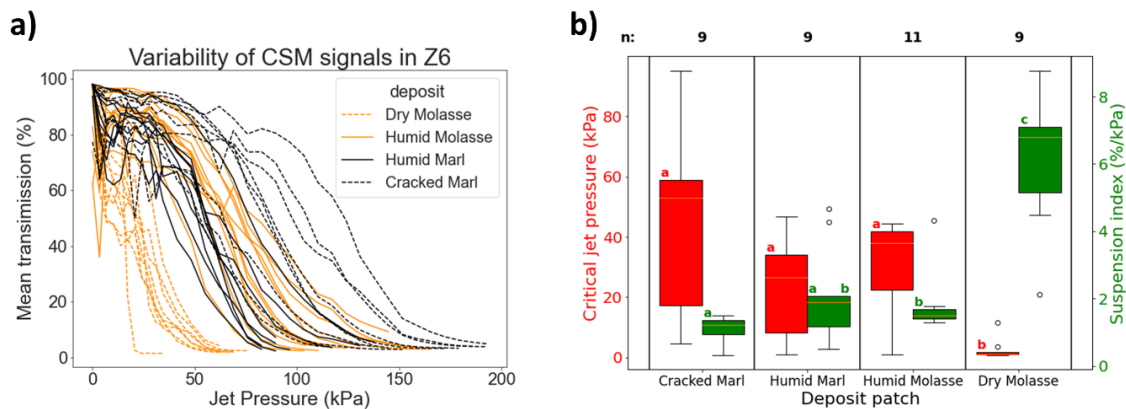 a)
Variability of CSM signals in Z6
Mean transimission (%)
100
80
60
40
20
0
0
50
100
150
200
Jet Pressure (kPa)
deposit
Dry Molasse
Humid Molasse
Humid Marl
Cracked Marl
b)
n: 9 9 11 9
Critical jet pressure (kPa)
80
60
40
20
0
a
a
a
a b
a
b
b
c
8
6
4
2
0
Suspension index (%/kPa)
Cracked Marl Humid Marl Humid Molasse Dry Molasse
Deposit patch